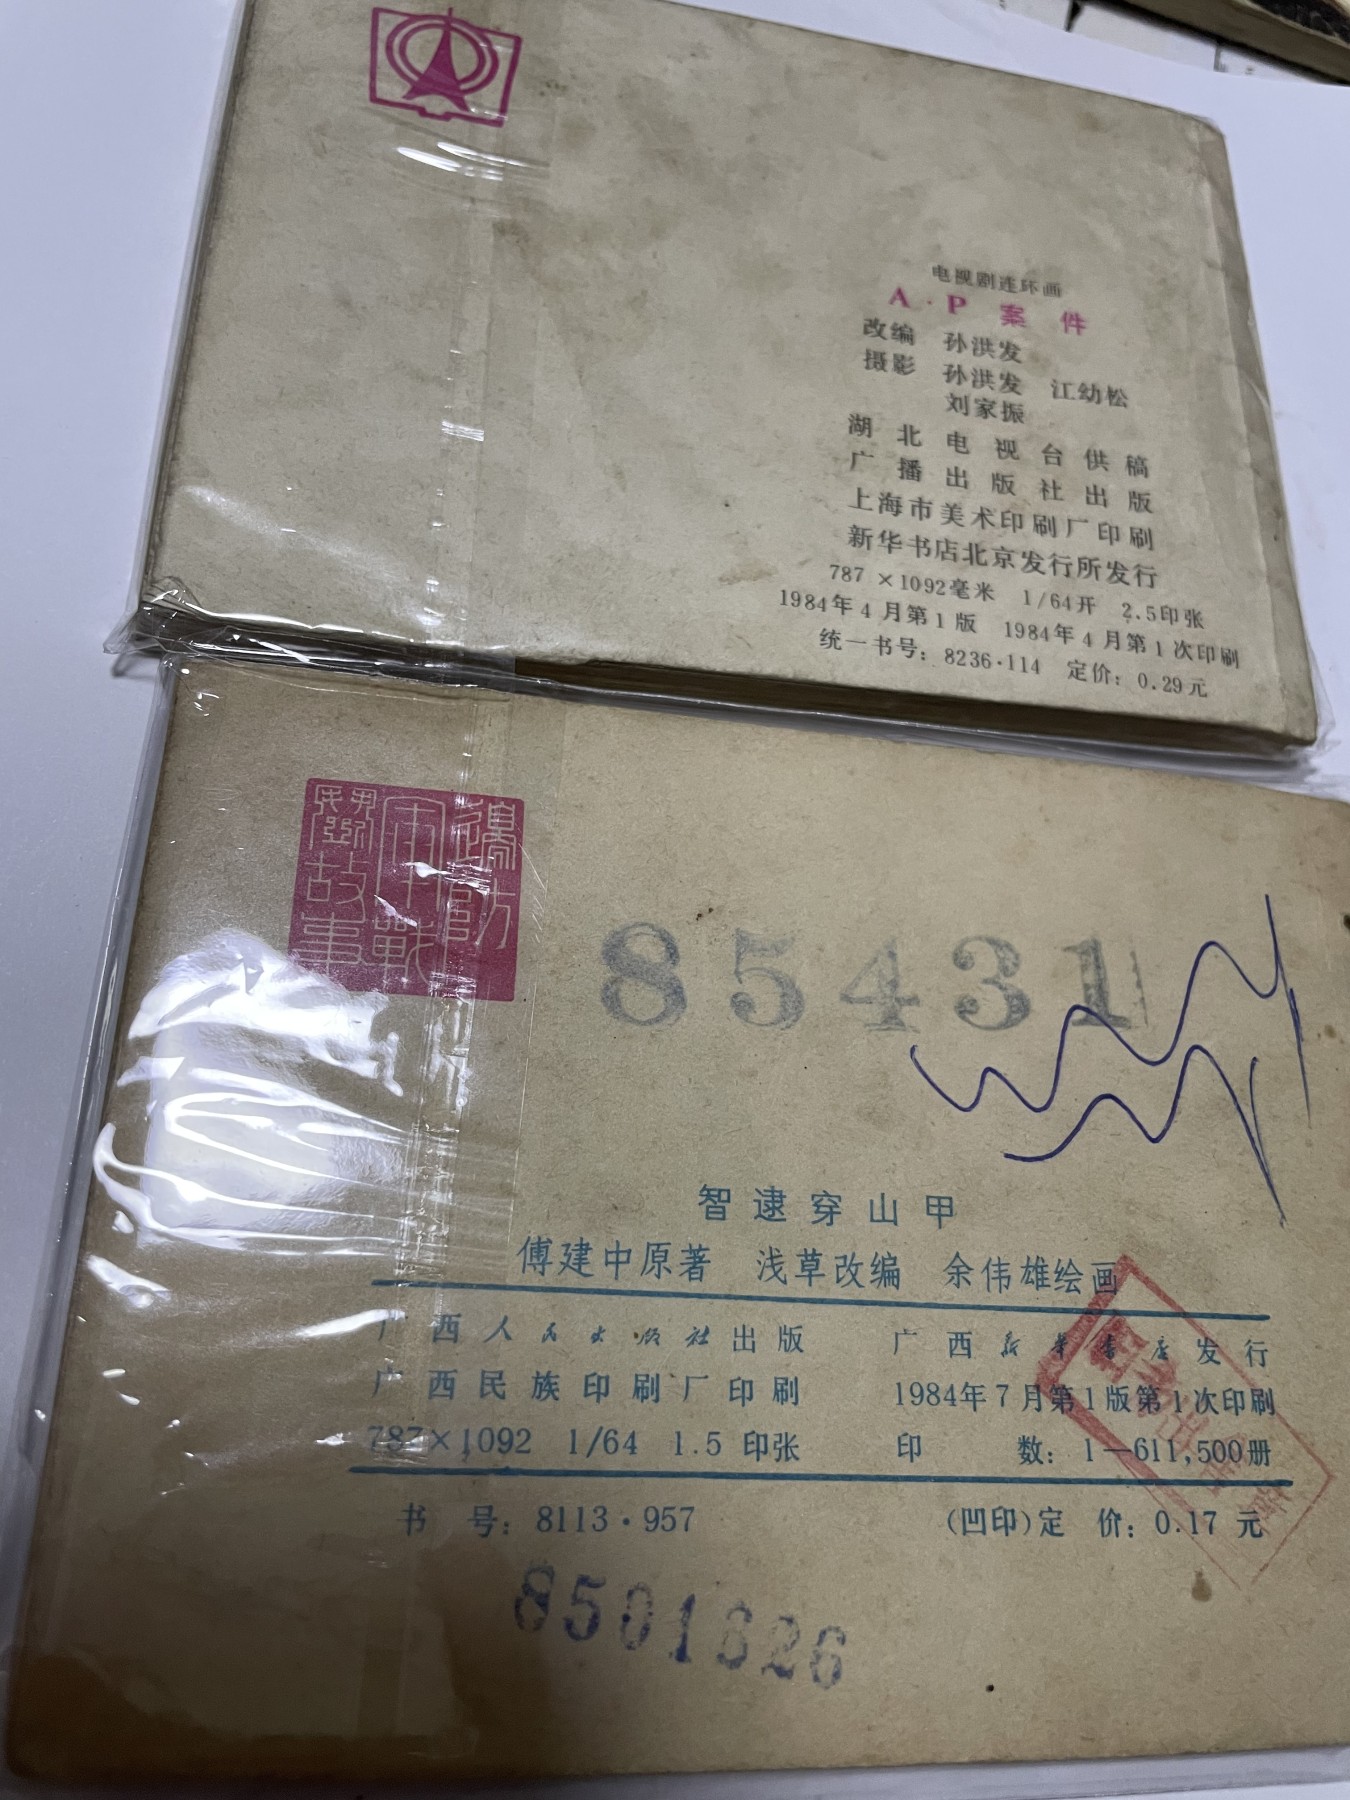 电视剧连环画
A·P案件
改编 孙洪发
摄影 孙洪发 江幼松
刘家振
湖北电视台供稿
广播出版社出版
上海市美术印刷厂印刷
新华书店北京发行所发行
787×1092毫米 1/64开 2.5印张
1984年4月第1版 1984年4月第1次印刷
统一书号：8236·114 定价：0.29元
邊防
軍中戰
鬭故事
85431
智逮穿山甲
傅建中原著 浅草改编 余伟雄绘画
广西人民出版社出版 广西新华书店发行
广西民族印刷厂印刷 1984年7月第1版第1次印刷
787×1092 1/64 1.5印张 印数：1—611,500册
书号：8113·957 （凹印）定价：0.17元
8501626